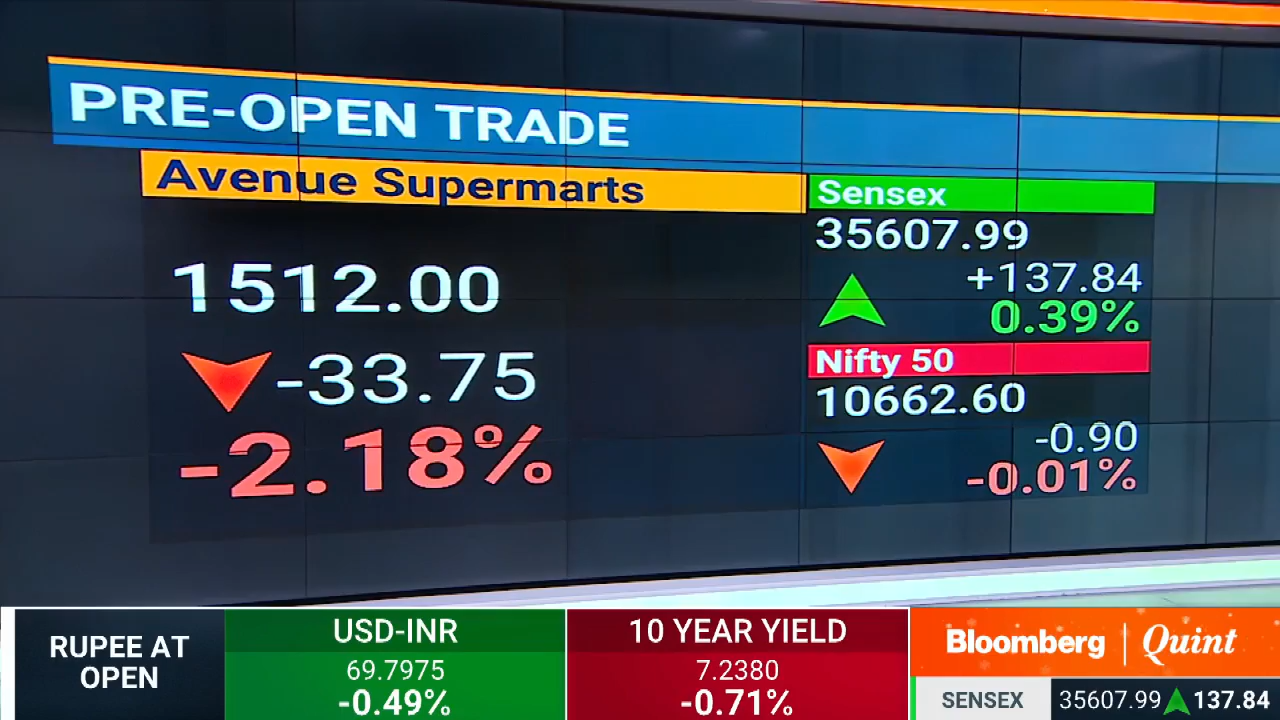 PRE-OPEN TRADE
Avenue Supermarts
1512.00
-33.75
-2.18%
Sensex
35607.99
+137.84
0.39%
Nifty 50
10662.60
-0.90
-0.01%
RUPEE AT
OPEN
USD-INR
69.7975
-0.49%
10 YEAR YIELD
7.2380
-0.71%
Bloomberg | Quint
SENSEX 35607.99 137.84